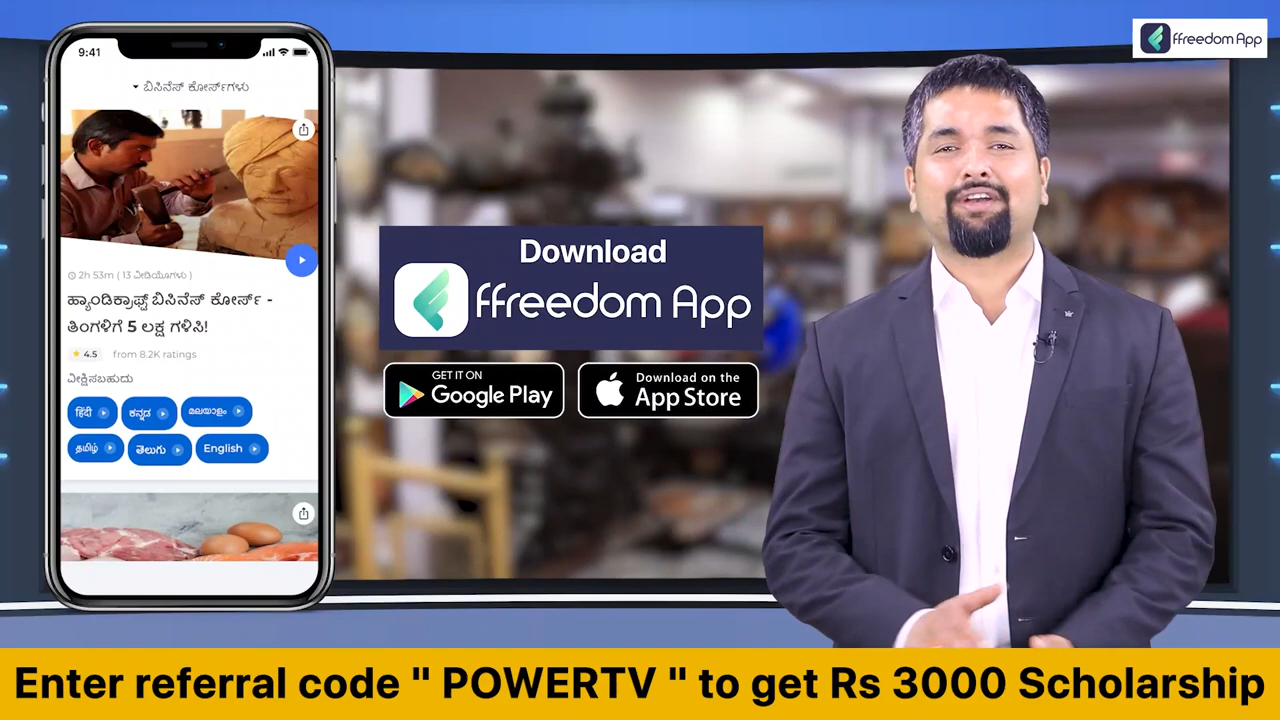 9:41
ಬಿಸಿನೆಸ್ ಕೋರ್ಸ್‌ಗಳು
2h 53m ( 13 ವೀಡಿಯೊಗಳು )
ಹ್ಯಾಂಡಿಕ್ರಾಫ್ಟ್ ಬಿಸಿನೆಸ್ ಕೋರ್ಸ್ -
ತಿಂಗಳಿಗೆ 5 ಲಕ್ಷ ಗಳಿಸಿ!
4.5 from 8.2K ratings
ವೀಕ್ಷಿಸಬಹುದು
हिंदी ಕನ್ನಡ മലയാളം
தமிழ் తెలుగు English
Download
ffreedom App
GET IT ON
Google Play
Download on the
App Store
ffreedom App
Enter referral code " POWERTV " to get Rs 3000 Scholarship